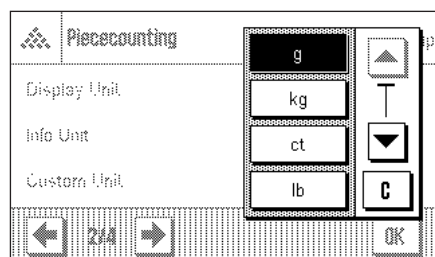 Piececounting
g
Display Unit
kg
Info Unit
ct
Custom Unit
lb
C
2/4
OK